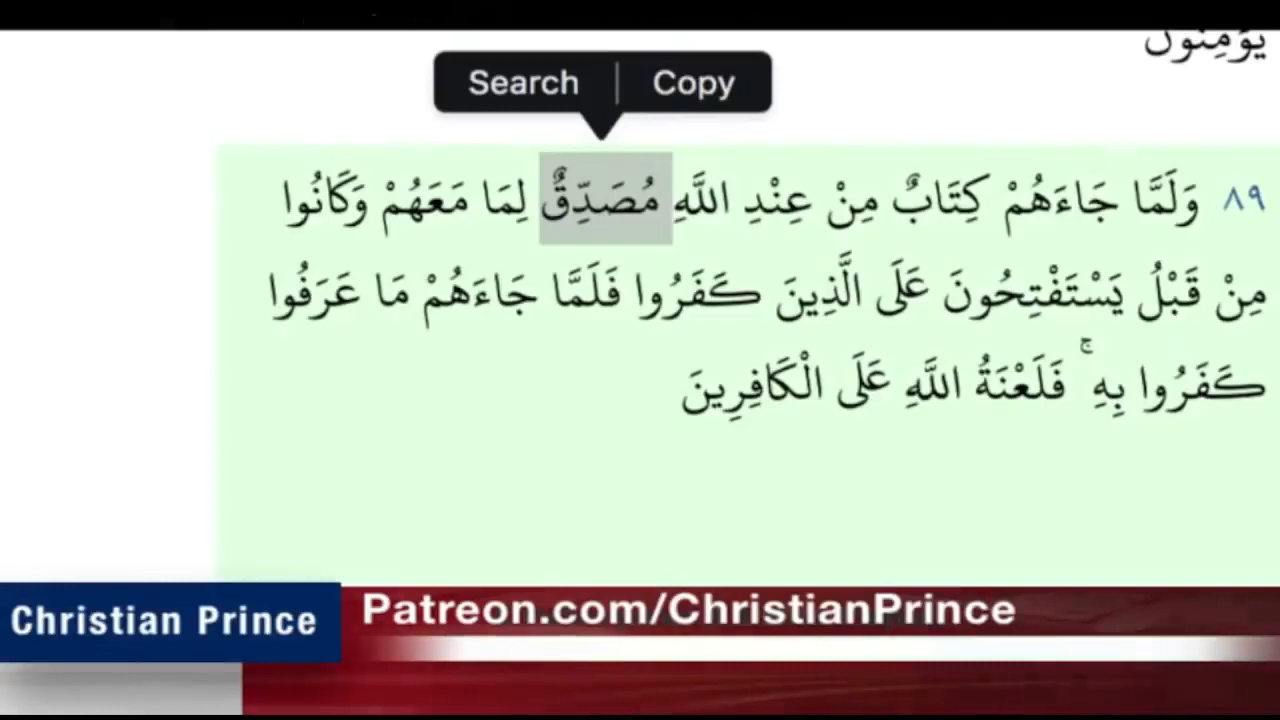 يُؤْمِنُونَ
Search | Copy
٨٩ وَلَمَّا جَاءَهُمْ كِتَابٌ مِنْ عِنْدِ اللَّهِ مُصَدِّقٌ لِمَا مَعَهُمْ وَكَانُوا
مِنْ قَبْلُ يَسْتَفْتِحُونَ عَلَى الَّذِينَ كَفَرُوا فَلَمَّا جَاءَهُمْ مَا عَرَفُوا
كَفَرُوا بِهِ ۚ فَلَعْنَةُ اللَّهِ عَلَى الْكَافِرِينَ
Christian Prince
Patreon.com/ChristianPrince